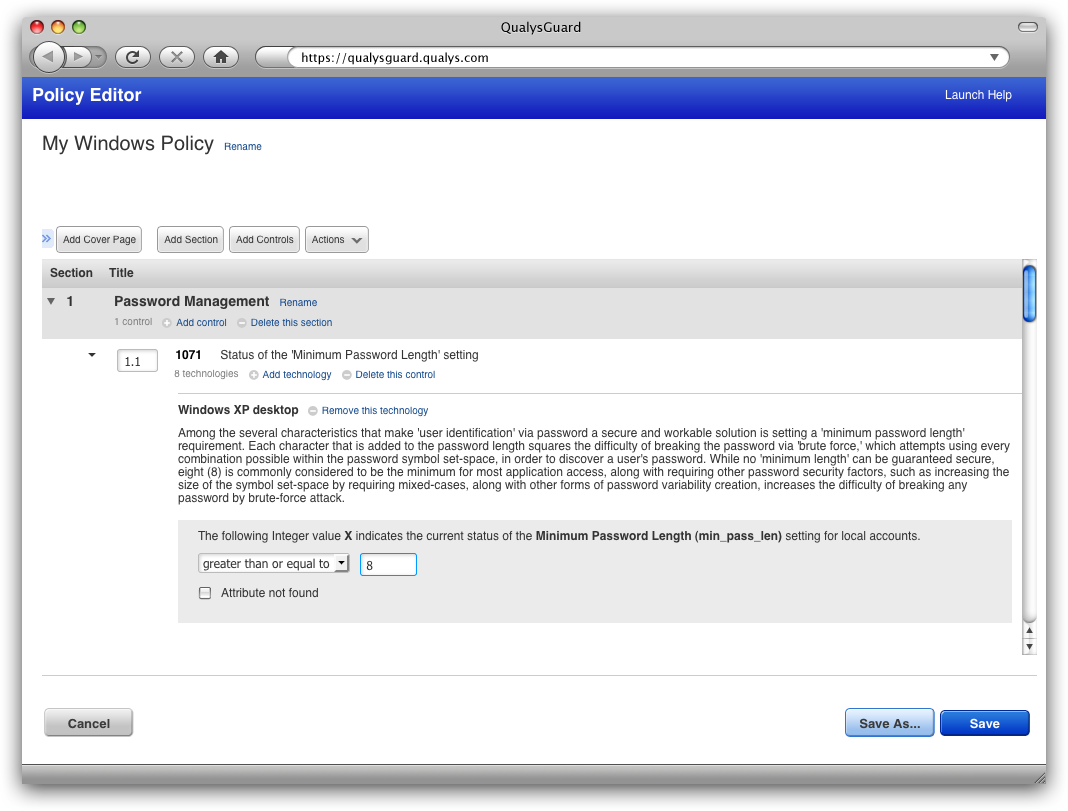 QualysGuard
https://qualysguard.qualys.com
Policy Editor
Launch Help
My Windows Policy Rename
Add Cover Page Add Section Add Controls Actions
Section Title
1 Password Management Rename
1 control Add control Delete this section
1.1 1071 Status of the 'Minimum Password Length' setting
8 technologies Add technology Delete this control
Windows XP desktop Remove this technology
Among the several characteristics that make 'user identification' via password a secure and workable solution is setting a 'minimum password length'
requirement. Each character that is added to the password length squares the difficulty of breaking the password via 'brute force,' which attempts using every
combination possible within the password symbol set-space, in order to discover a user's password. While no 'minimum length' can be guaranteed secure,
eight (8) is commonly considered to be the minimum for most application access, along with requiring other password security factors, such as increasing the
size of the symbol set-space by requiring mixed-cases, along with other forms of password variability creation, increases the difficulty of breaking any
password by brute-force attack.
The following Integer value X indicates the current status of the Minimum Password Length (min_pass_len) setting for local accounts.
greater than or equal to 8
Attribute not found
Cancel Save As... Save